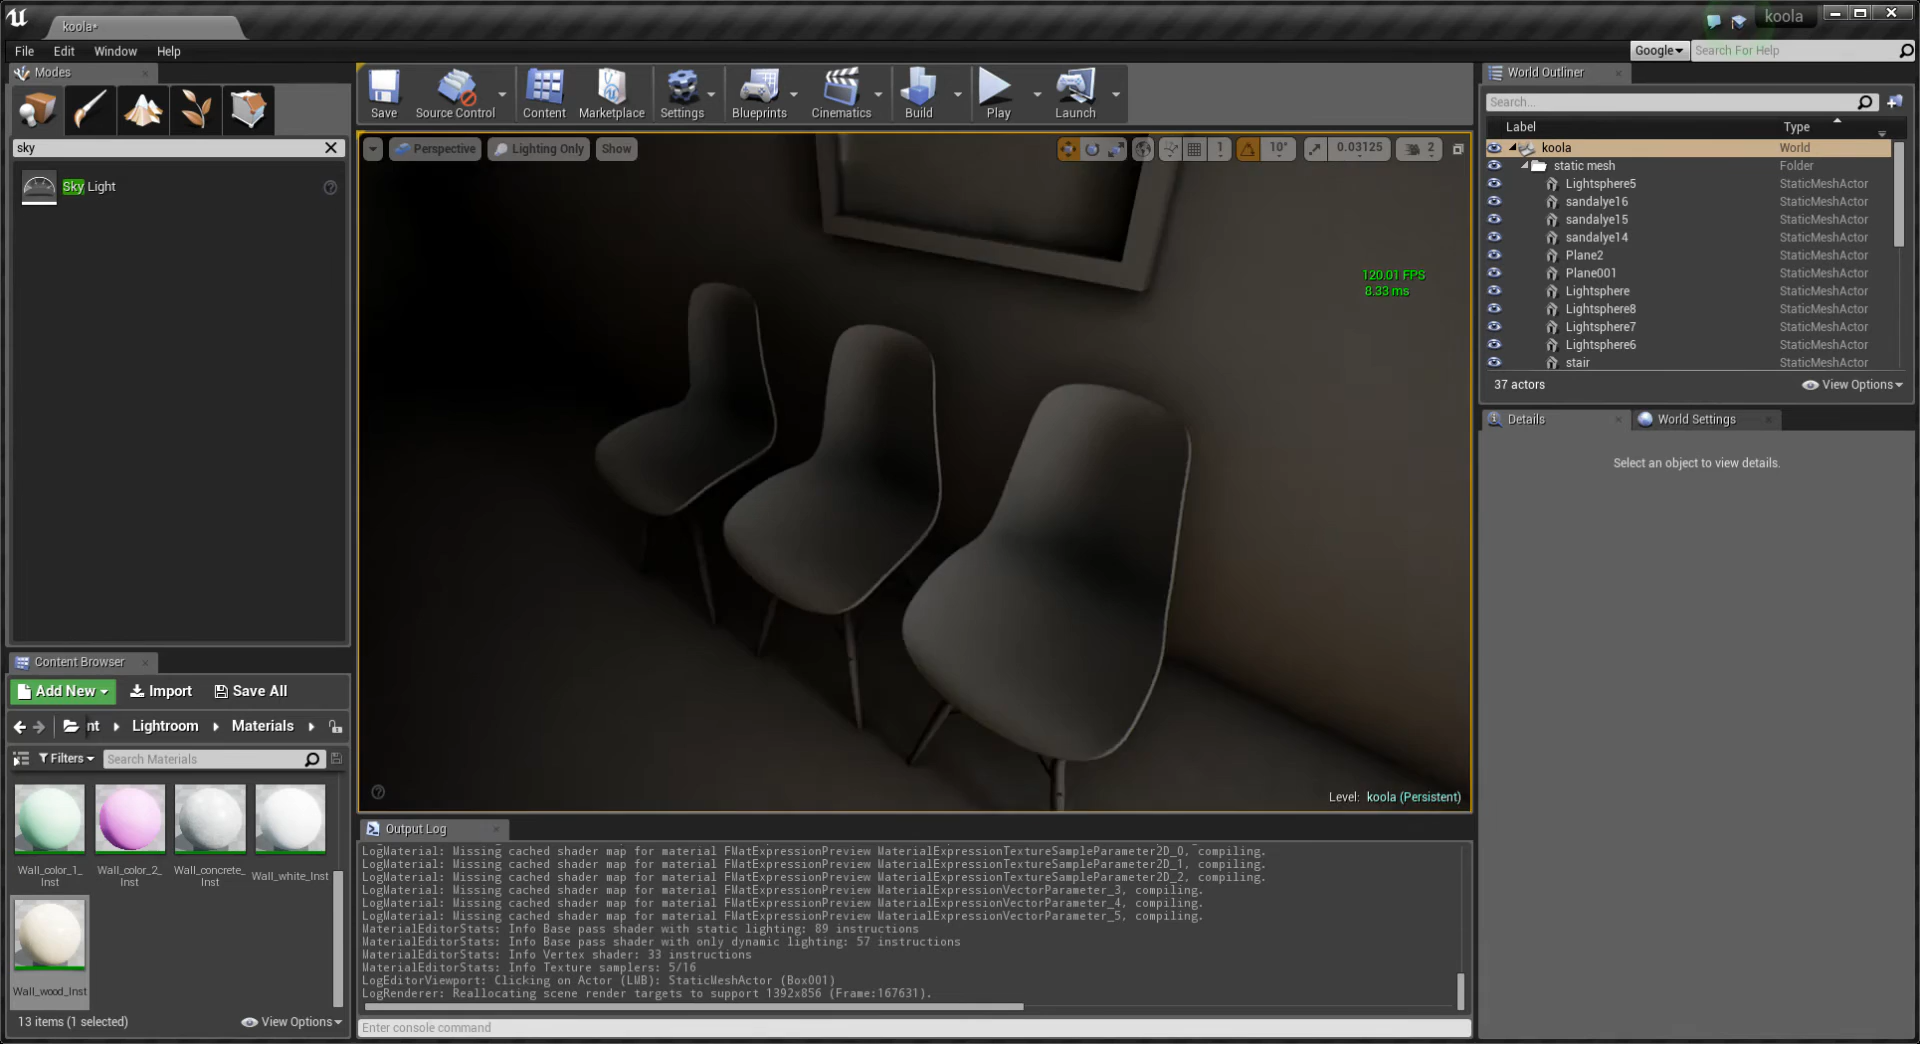 koola•
koola
File Edit Window Help
Google Search For Help
Modes
Save Source Control Content Marketplace Settings Blueprints Cinematics Build Play Launch
World Outliner
Search...
Label Type
sky
Sky Light
Perspective Lighting Only Show
1 10° 0.03125 2
koola World
static mesh Folder
Lightsphere5 StaticMeshActor
sandalye16 StaticMeshActor
sandalye15 StaticMeshActor
sandalye14 StaticMeshActor
Plane2 StaticMeshActor
Plane001 StaticMeshActor
Lightsphere StaticMeshActor
Lightsphere8 StaticMeshActor
Lightsphere7 StaticMeshActor
Lightsphere6 StaticMeshActor
stair StaticMeshActor
37 actors View Options
120.01 FPS
8.33 ms
Details World Settings
Select an object to view details.
Level: koola (Persistent)
Content Browser
Add New Import Save All
nt Lightroom Materials
Filters Search Materials
Wall_color_1_
Inst
Wall_color_2_
Inst
Wall_concrete_
Inst
Wall_white_Inst
Wall_wood_Inst
13 items (1 selected) View Options
Output Log
LogMaterial: Missing cached shader map for material FMatExpressionPreview MaterialExpressionTextureSampleParameter2D_0, compiling.
LogMaterial: Missing cached shader map for material FMatExpressionPreview MaterialExpressionTextureSampleParameter2D_1, compiling.
LogMaterial: Missing cached shader map for material FMatExpressionPreview MaterialExpressionTextureSampleParameter2D_2, compiling.
LogMaterial: Missing cached shader map for material FMatExpressionPreview MaterialExpressionVectorParameter_3, compiling.
LogMaterial: Missing cached shader map for material FMatExpressionPreview MaterialExpressionVectorParameter_4, compiling.
LogMaterial: Missing cached shader map for material FMatExpressionPreview MaterialExpressionVectorParameter_5, compiling.
MaterialEditorStats: Info Base pass shader with static lighting: 89 instructions
MaterialEditorStats: Info Base pass shader with only dynamic lighting: 57 instructions
MaterialEditorStats: Info Vertex shader: 33 instructions
MaterialEditorStats: Info Texture samplers: 5/16
LogEditorViewport: Clicking on Actor (LMB): StaticMeshActor (Box001)
LogRenderer: Reallocating scene render targets to support 1392x856 (Frame:167631).
Enter console command